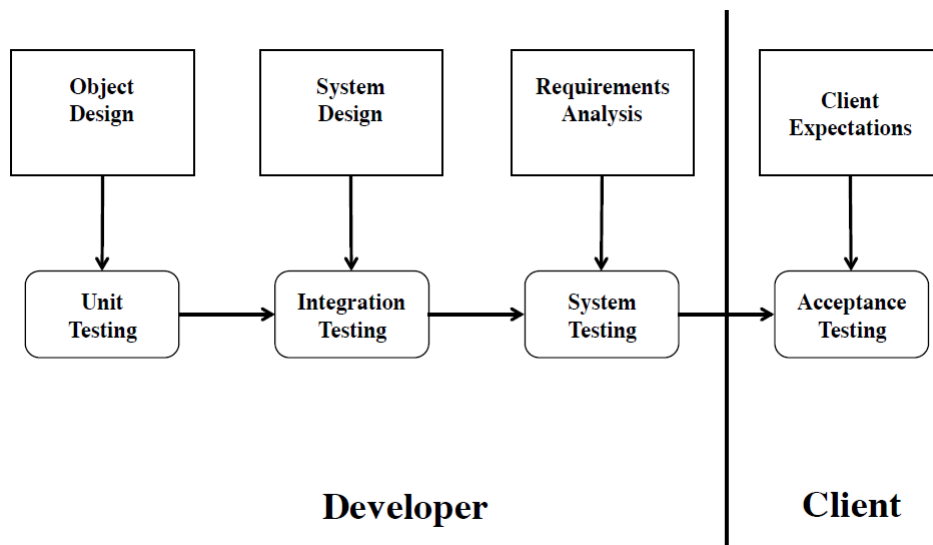 Object
Design
System
Design
Requirements
Analysis
Client
Expectations
Unit
Testing
Integration
Testing
System
Testing
Acceptance
Testing
Developer
Client